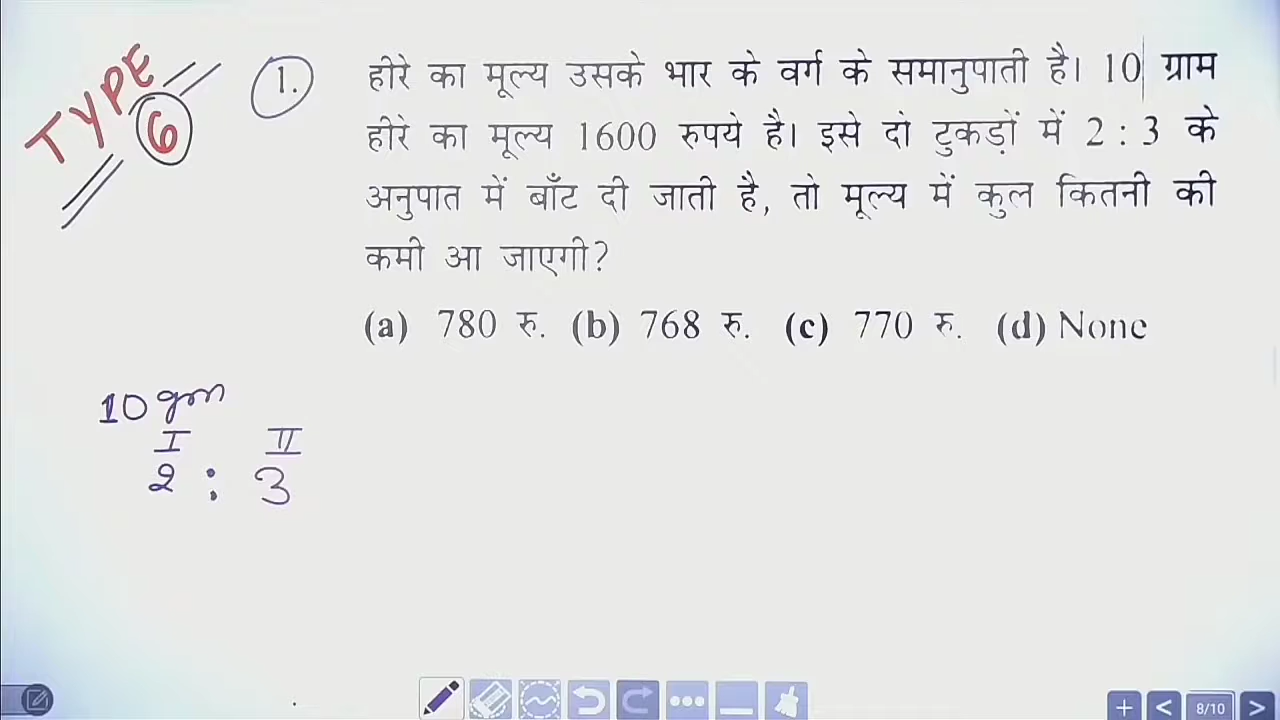 TYPE 6
1. हीरे का मूल्य उसके भार के वर्ग के समानुपाती है। 10 ग्राम
हीरे का मूल्य 1600 रुपये है। इसे दो टुकड़ों में 2 : 3 के
अनुपात में बाँट दी जाती है, तो मूल्य में कुल कितनी की
कमी आ जाएगी?
(a) 780 रु. (b) 768 रु. (c) 770 रु. (d) None
10 gm
I II
2 : 3
8/10